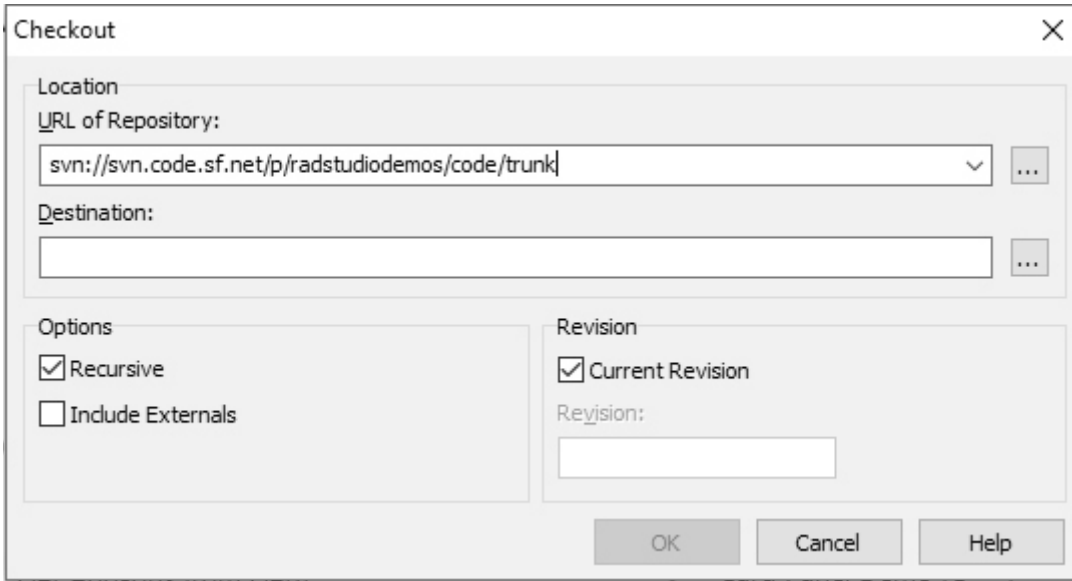 Checkout
Location
URL of Repository:
svn://svn.code.sf.net/p/radstudiodemos/code/trunk
...
Destination:
...
Options
Recursive
Include Externals
Revision
Current Revision
Revision:
OK
Cancel
Help